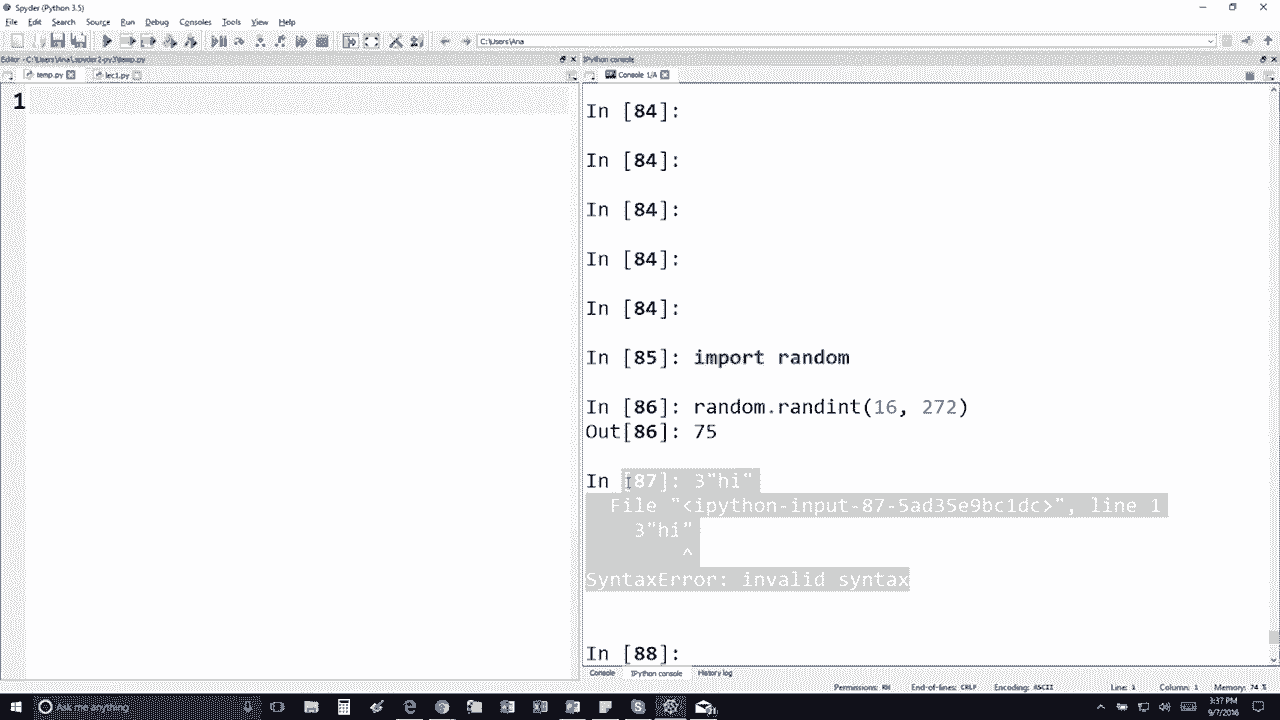 Spyder (Python 3.5)
File Edit Search Source Run Debug Consoles Tools View Help
C:\Users\Ana
Editor - C:\Users\Ana\.spyder2-py3\temp.py
IPython console
temp.py lec1.py
Console 1/A
1
In [84]:
In [84]:
In [84]:
In [84]:
In [84]:
In [85]: import random
In [86]: random.randint(16, 272)
Out[86]: 75
In [87]: 3"hi"
File "<ipython-input-87-5ad35e9bc1dc>", line 1
3"hi"
^
SyntaxError: invalid syntax
In [88]:
Console IPython console History log
Permissions: RW End-of-lines: CRLF Encoding: ASCII Line: 1 Column: 1 Memory: 74 %
Ask me anything
3:37 PM
9/7/2016